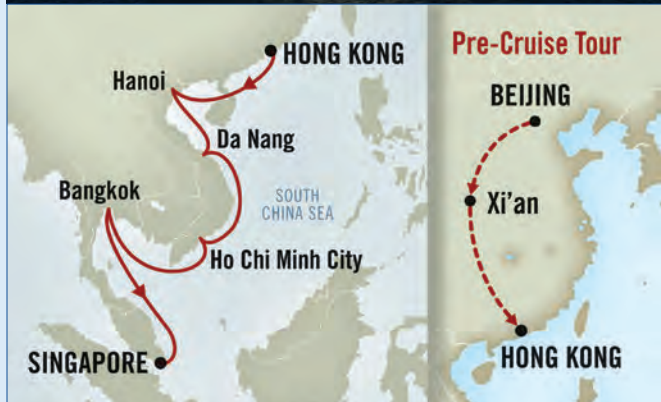 HONG KONG
Hanoi
Da Nang
Bangkok
SOUTH
CHINA SEA
Ho Chi Minh City
SINGAPORE
Pre-Cruise Tour
BEIJING
Xi’an
HONG KONG